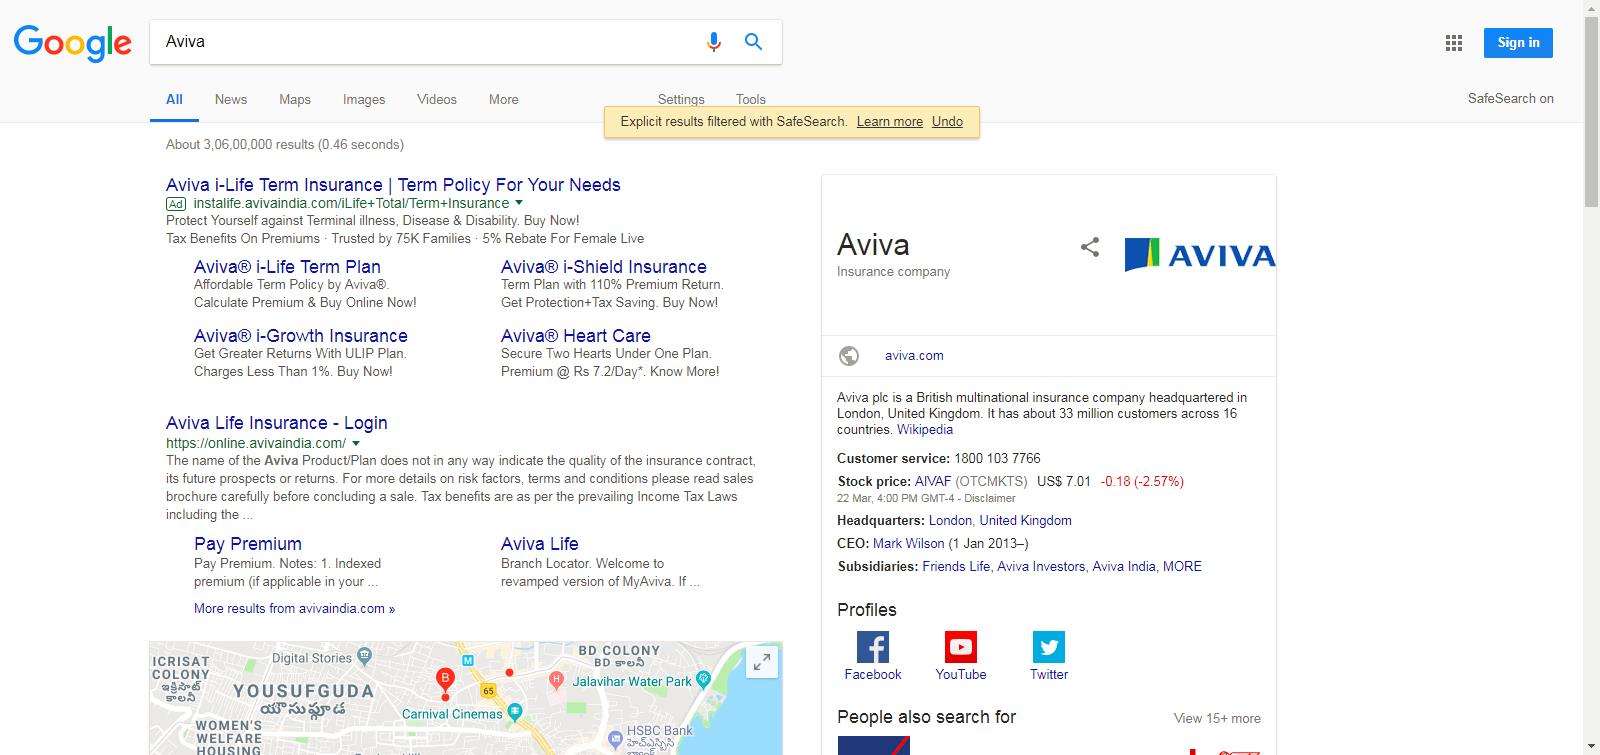 Google
Aviva
Sign in
All News Maps Images Videos More Settings Tools
SafeSearch on
Explicit results filtered with SafeSearch. Learn more Undo
About 3,06,00,000 results (0.46 seconds)
Aviva i-Life Term Insurance | Term Policy For Your Needs
Ad instalife.avivaindia.com/iLife+Total/Term+Insurance
Protect Yourself against Terminal illness, Disease & Disability. Buy Now!
Tax Benefits On Premiums · Trusted by 75K Families · 5% Rebate For Female Live
Aviva® i-Life Term Plan
Affordable Term Policy by Aviva®.
Calculate Premium & Buy Online Now!
Aviva® i-Shield Insurance
Term Plan with 110% Premium Return.
Get Protection+Tax Saving. Buy Now!
Aviva® i-Growth Insurance
Get Greater Returns With ULIP Plan.
Charges Less Than 1%. Buy Now!
Aviva® Heart Care
Secure Two Hearts Under One Plan.
Premium @ Rs 7.2/Day*. Know More!
Aviva Life Insurance - Login
https://online.avivaindia.com/
The name of the Aviva Product/Plan does not in any way indicate the quality of the insurance contract,
its future prospects or returns. For more details on risk factors, terms and conditions please read sales
brochure carefully before concluding a sale. Tax benefits are as per the prevailing Income Tax Laws
including the ...
Pay Premium
Pay Premium. Notes: 1. Indexed
premium (if applicable in your ...
Aviva Life
Branch Locator. Welcome to
revamped version of MyAviva. If ...
More results from avivaindia.com »
ICRISAT
COLONY
ఇక్రిసాట్
కాలనీ
Digital Stories
YOUSUFGUDA
యూసుఫ్గూడ
WOMEN'S
WELFARE
HOUSING
M
B
65
H
BD COLONY
BD కాలనీ
Jalavihar Water Park
Carnival Cinemas
HSBC Bank
Aviva
Insurance company
AVIVA
aviva.com
Aviva plc is a British multinational insurance company headquartered in
London, United Kingdom. It has about 33 million customers across 16
countries. Wikipedia
Customer service: 1800 103 7766
Stock price: AIVAF (OTCMKTS) US$ 7.01 -0.18 (-2.57%)
22 Mar, 4:00 PM GMT-4 - Disclaimer
Headquarters: London, United Kingdom
CEO: Mark Wilson (1 Jan 2013–)
Subsidiaries: Friends Life, Aviva Investors, Aviva India, MORE
Profiles
Facebook YouTube Twitter
People also search for View 15+ more